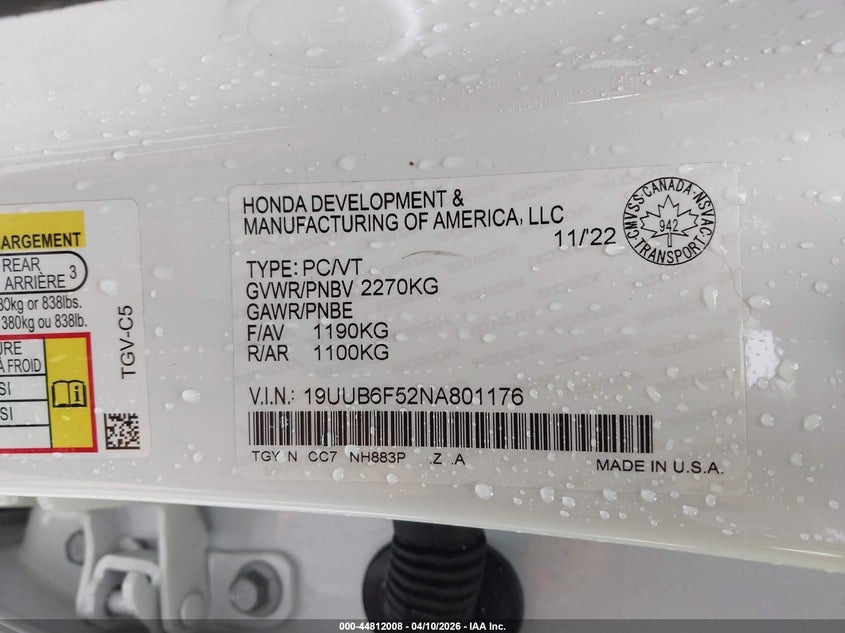 ARGEMENT
REAR
ARRIÈRE 3
80kg or 838lbs.
380kg ou 838lb.
URE
À FROID
SI
SI
TGV-C5
HONDA DEVELOPMENT &
MANUFACTURING OF AMERICA, LLC
11/'22
CMVSS-CANADA-NSVAC
942
TRANSPORT
TYPE: PC/VT
GVWR/PNBV 2270KG
GAWR/PNBE
F/AV 1190KG
R/AR 1100KG
V.I.N.: 19UUB6F52NA801176
TGY N CC7 NH883P .Z .A
MADE IN U.S.A.
000-44812008 - 04/10/2026 - IAA Inc.